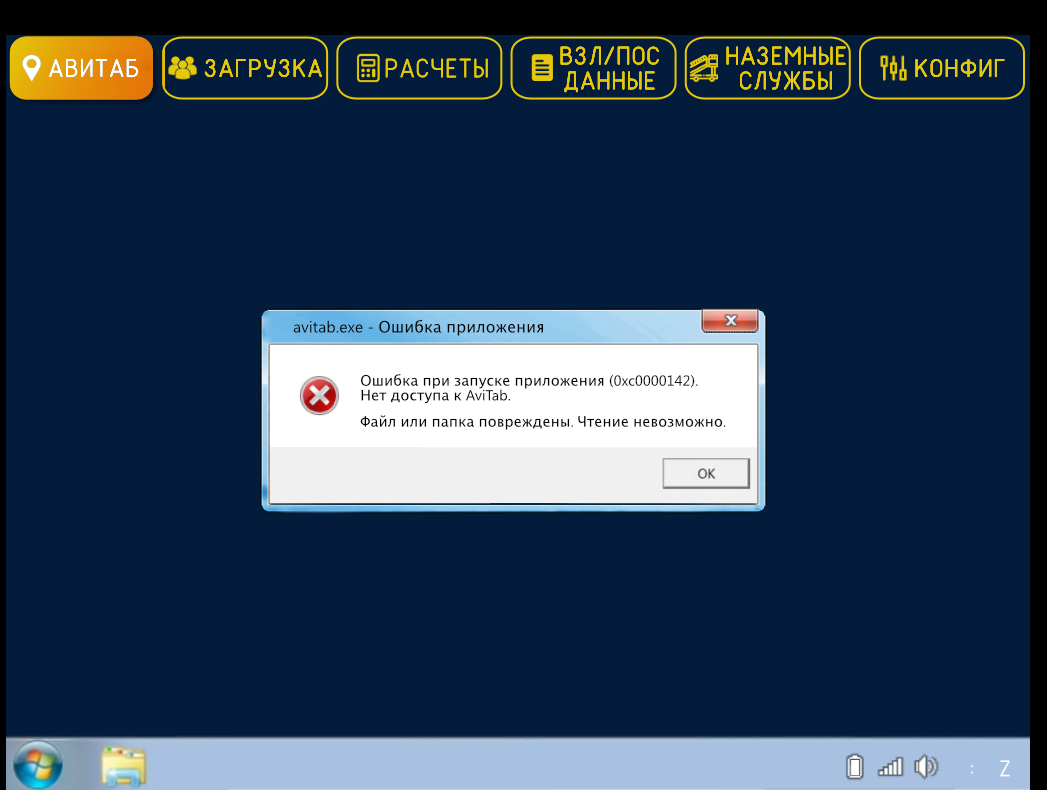 АВИТАБ
ЗАГРУЗКА
РАСЧЕТЫ
ВЗЛ/ПОС
ДАННЫЕ
НАЗЕМНЫЕ
СЛУЖБЫ
КОНФИГ
avitab.exe - Ошибка приложения
Ошибка при запуске приложения (0xc0000142).
Нет доступа к AviTab.
Файл или папка повреждены. Чтение невозможно.
OK
: Z